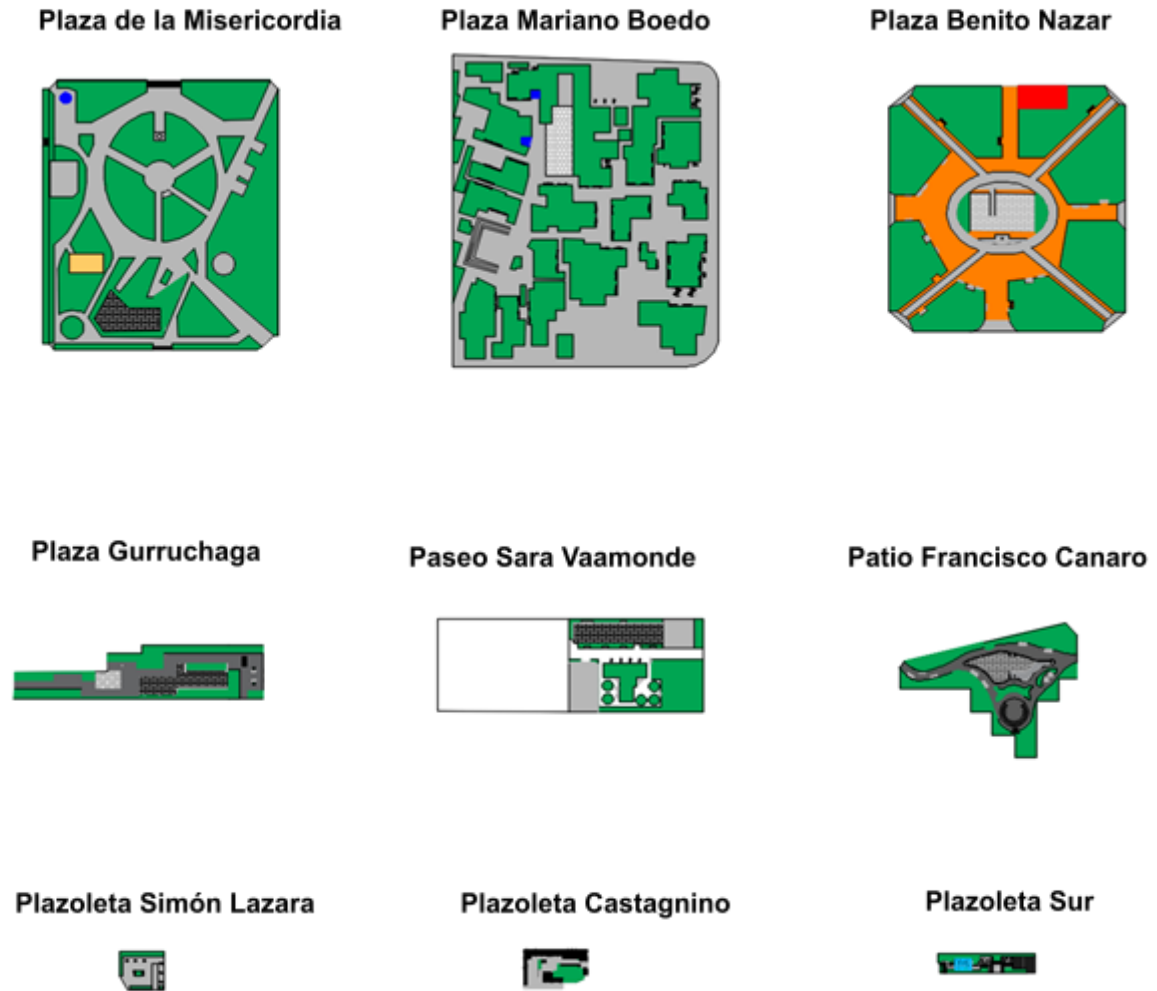 Plaza de la Misericordia
Plaza Mariano Boedo
Plaza Benito Nazar
Plaza Gurruchaga
Paseo Sara Vaamonde
Patio Francisco Canaro
Plazoleta Simón Lazara
Plazoleta Castagnino
Plazoleta Sur